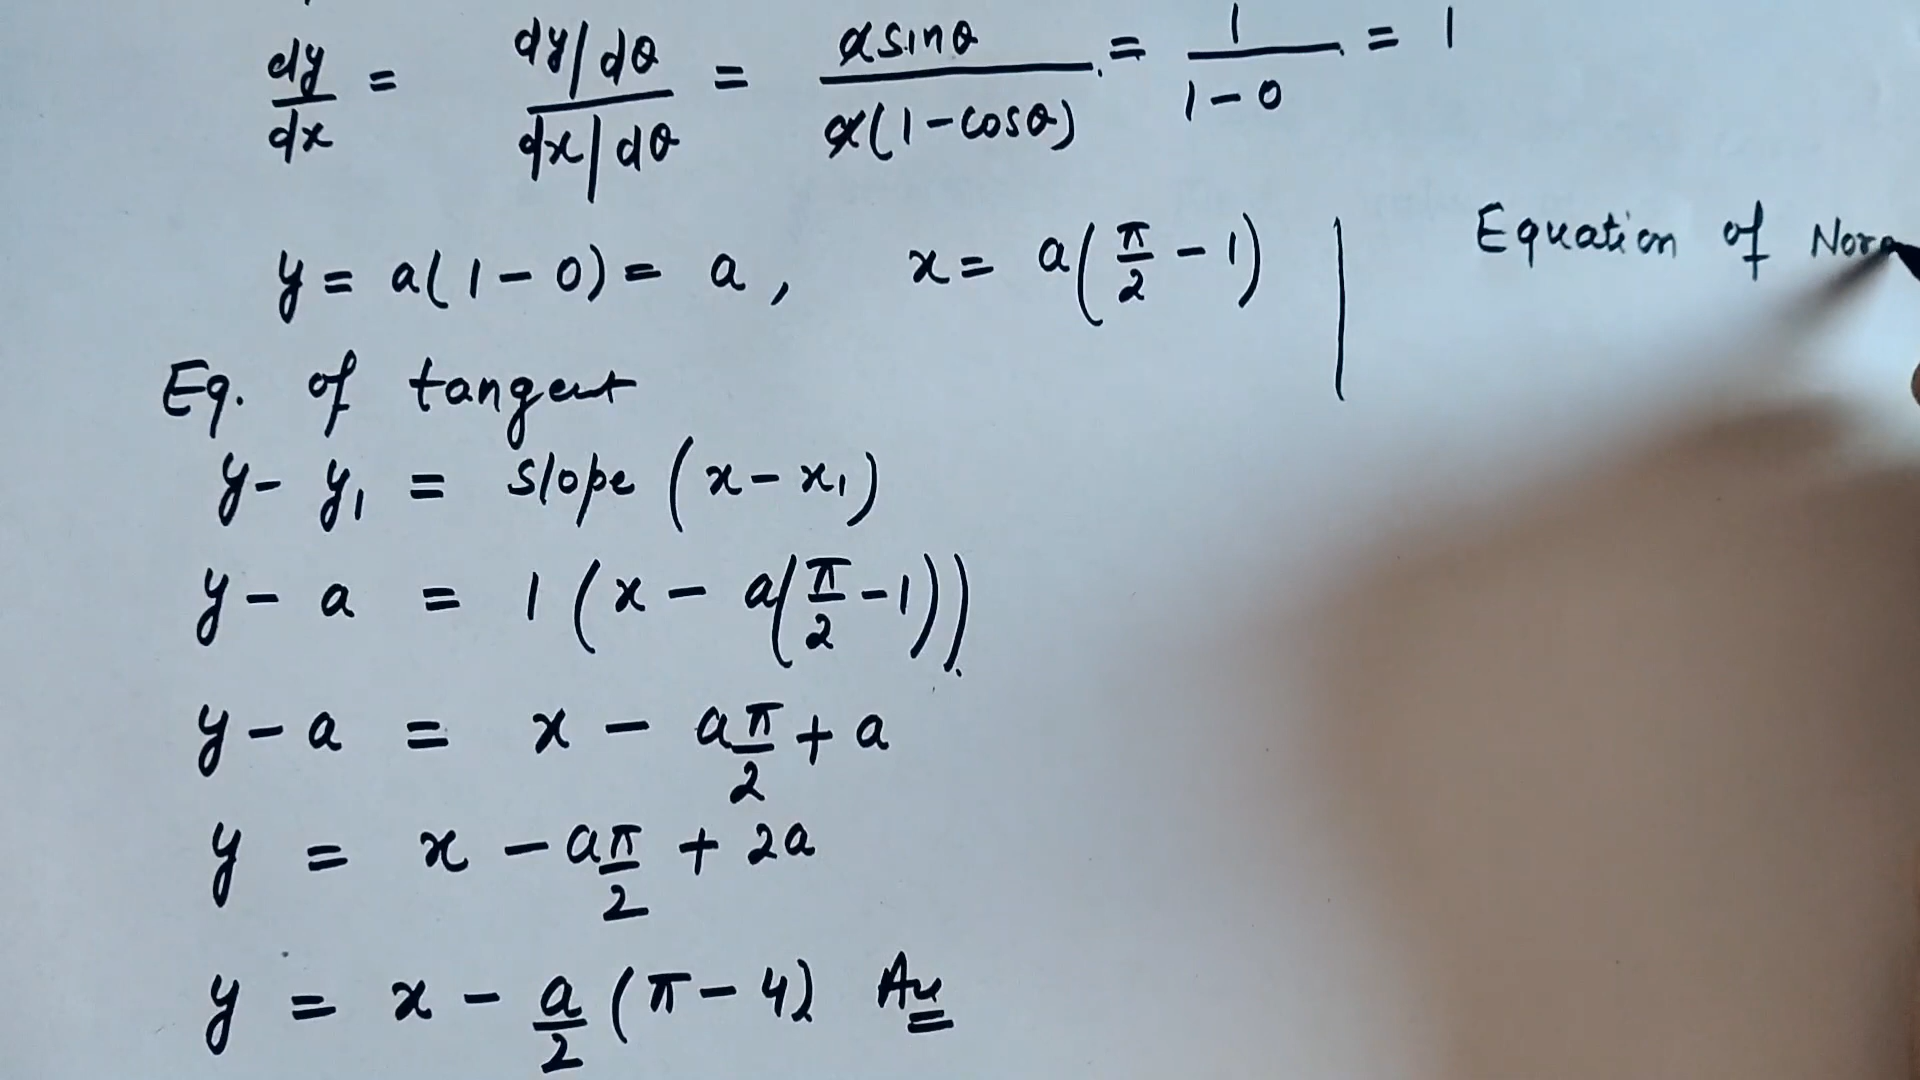 dy/dx = (dy/dθ)/(dx/dθ) = a sinθ / a(1-cosθ) = 1/(1-0) = 1
y = a(1-0) = a, x = a(π/2 - 1)
Equation of
Eq. of tangent
y - y₁ = slope (x - x₁)
y - a = 1 (x - a(π/2 - 1))
y - a = x - aπ/2 + a
y = x - aπ/2 + 2a
y = x - a/2 (π - 4) Ans